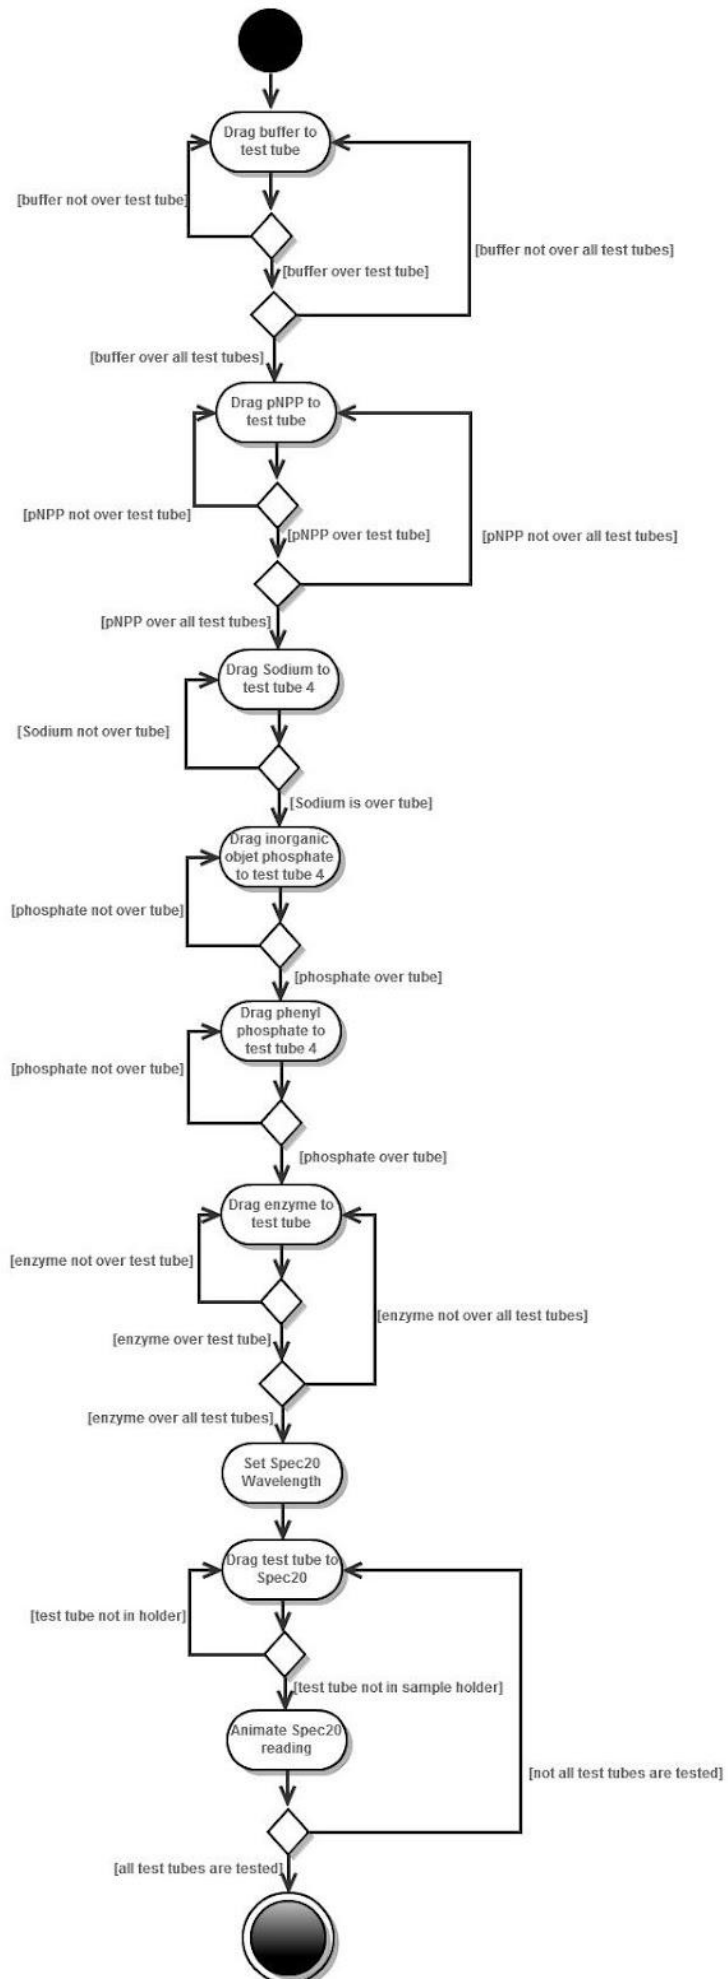 Drag buffer to
test tube
[buffer not over test tube]
[buffer not over all test tubes]
[buffer over test tube]
[buffer over all test tubes]
Drag pNPP to
test tube
[pNPP not over test tube]
[pNPP over test tube]
[pNPP not over all test tubes]
[pNPP over all test tubes]
Drag Sodium to
test tube 4
[Sodium not over tube]
[Sodium is over tube]
Drag inorganic
objet phosphate
to test tube 4
[phosphate not over tube]
[phosphate over tube]
Drag phenyl
phosphate to
test tube 4
[phosphate not over tube]
[phosphate over tube]
Drag enzyme to
test tube
[enzyme not over test tube]
[enzyme not over all test tubes]
[enzyme over test tube]
[enzyme over all test tubes]
Set Spec20
Wavelength
Drag test tube to
Spec20
[test tube not in holder]
[test tube not in sample holder]
Animate Spec20
reading
[not all test tubes are tested]
[all test tubes are tested]